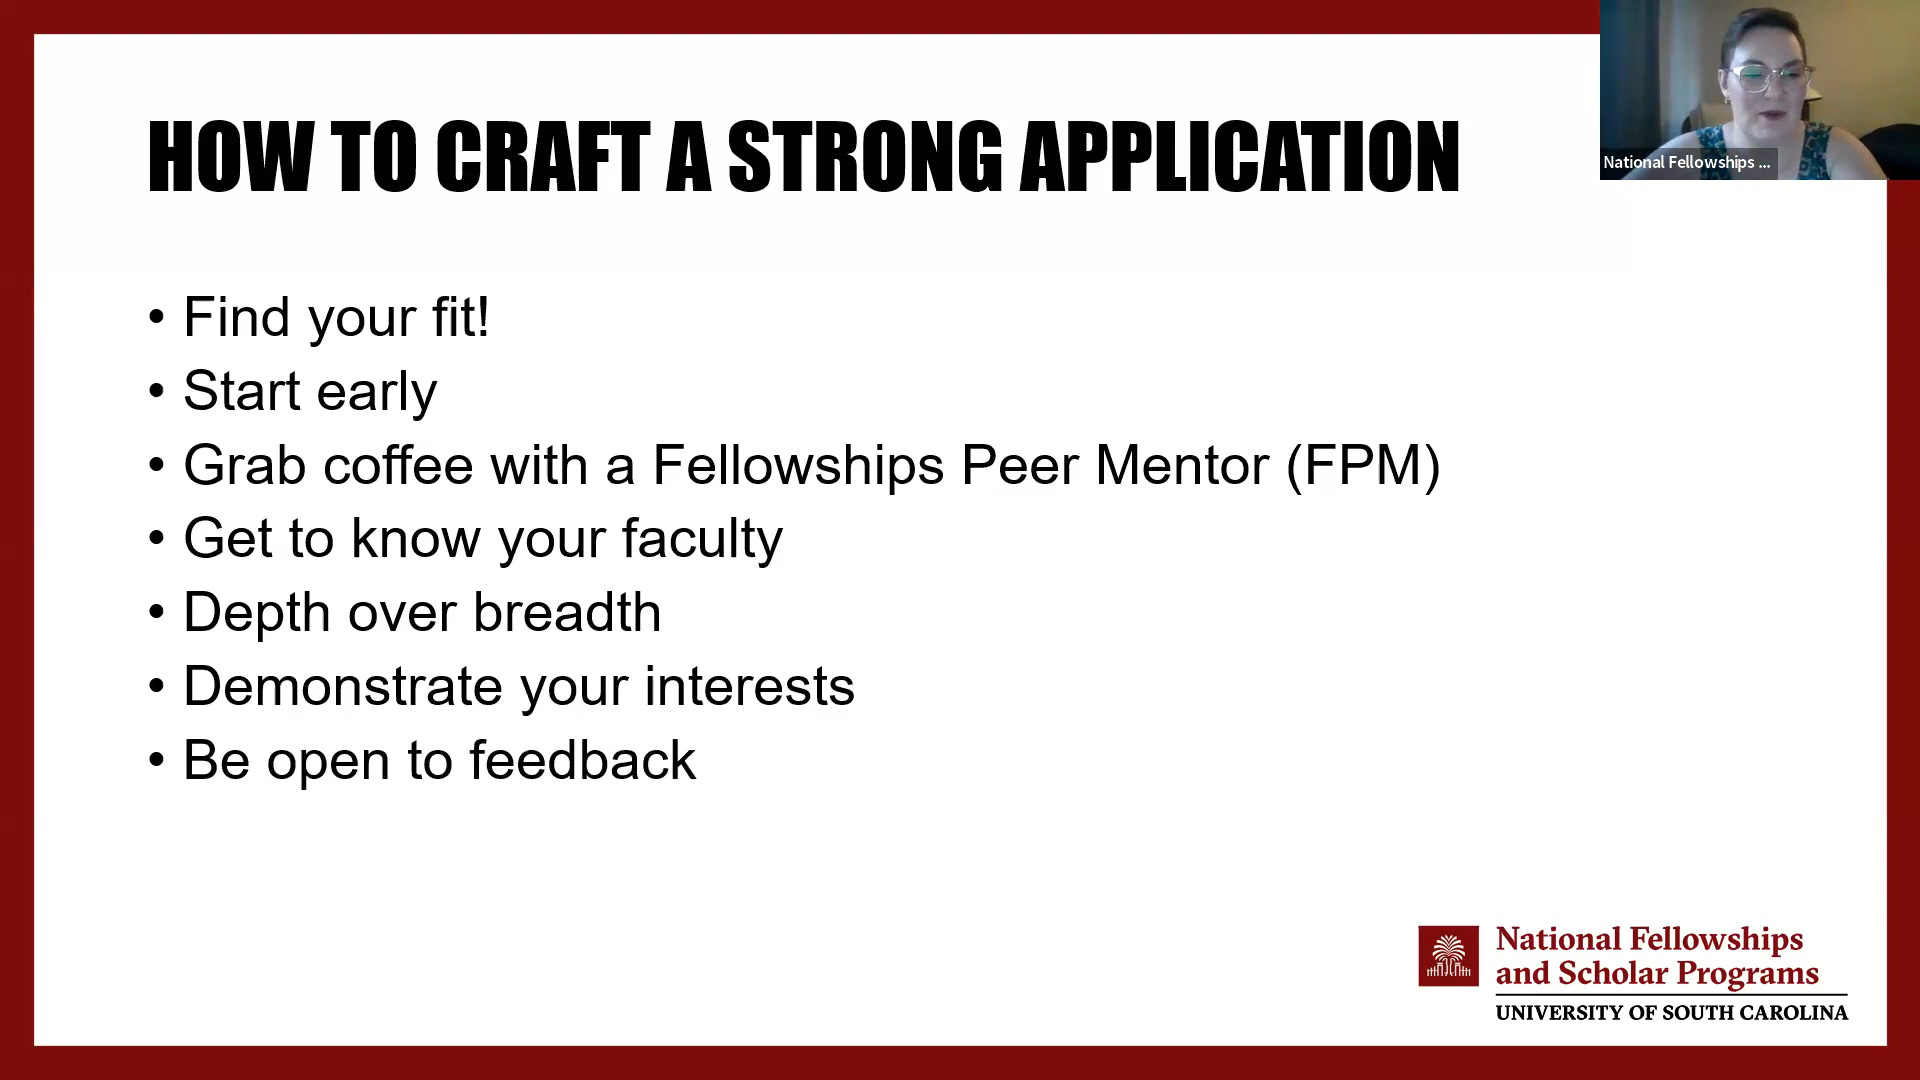 HOW TO CRAFT A STRONG APPLICATION
National Fellowships ...
• Find your fit!
• Start early
• Grab coffee with a Fellowships Peer Mentor (FPM)
• Get to know your faculty
• Depth over breadth
• Demonstrate your interests
• Be open to feedback
National Fellowships
and Scholar Programs
UNIVERSITY OF SOUTH CAROLINA